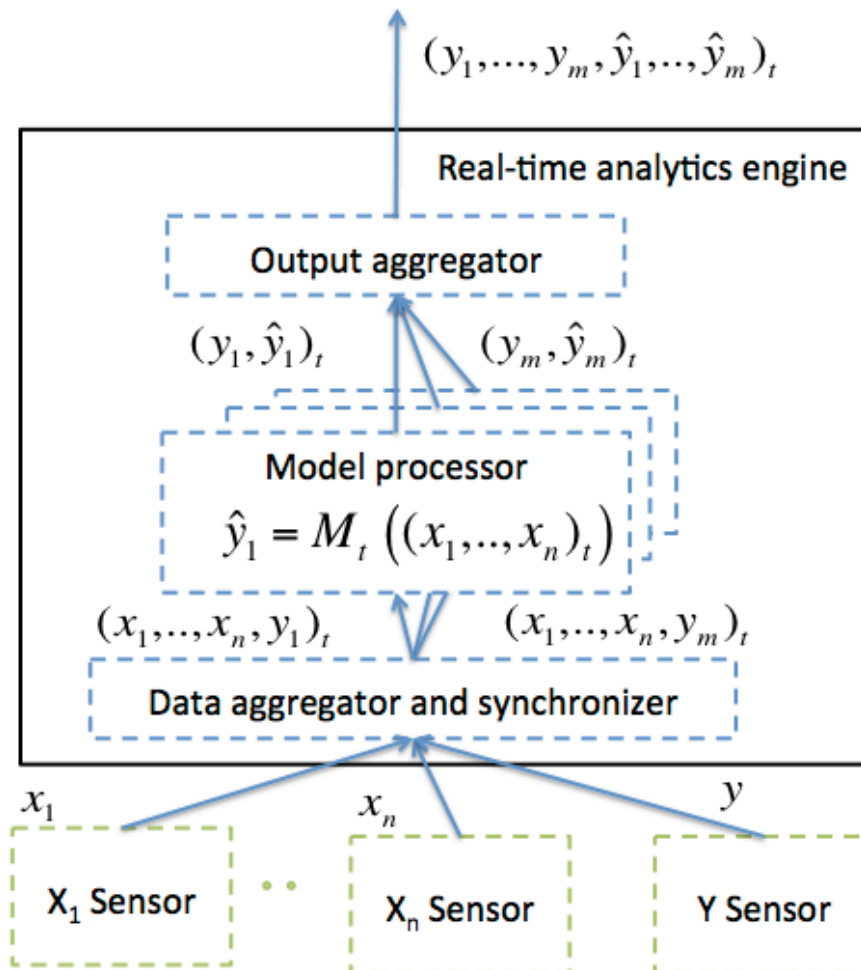 (y₁,...,yₘ,ŷ₁,..,ŷₘ)ₜ
Real-time analytics engine
Output aggregator
(y₁,ŷ₁)ₜ (yₘ,ŷₘ)ₜ
Model processor
ŷ₁ = Mₜ ((x₁,..,xₙ)ₜ)
(x₁,..,xₙ,y₁)ₜ (x₁,..,xₙ,yₘ)ₜ
Data aggregator and synchronizer
x₁ xₙ y
X₁ Sensor Xₙ Sensor Y Sensor